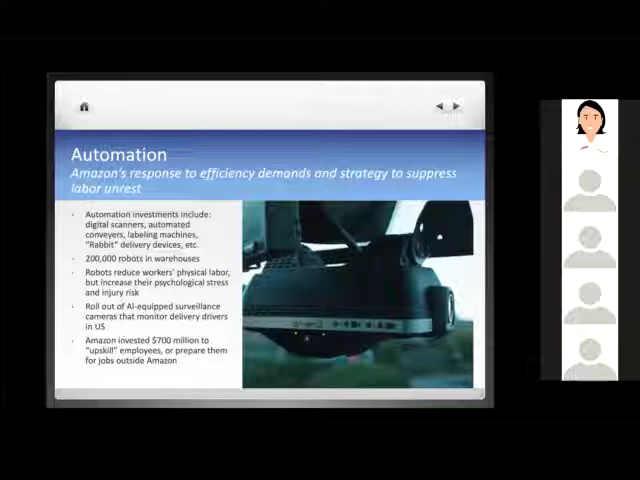 Automation
Amazon's response to efficiency demands and strategy to suppress
labor unrest
Automation investments include:
digital scanners, automated
conveyers, labeling machines,
"Rabbit" delivery devices, etc.
200,000 robots in warehouses
Robots reduce workers' physical labor,
but increase their psychological stress
and injury risk
Roll out of AI-equipped surveillance
cameras that monitor delivery drivers
in US
Amazon invested $700 million to
"upskill" employees, or prepare them
for jobs outside Amazon